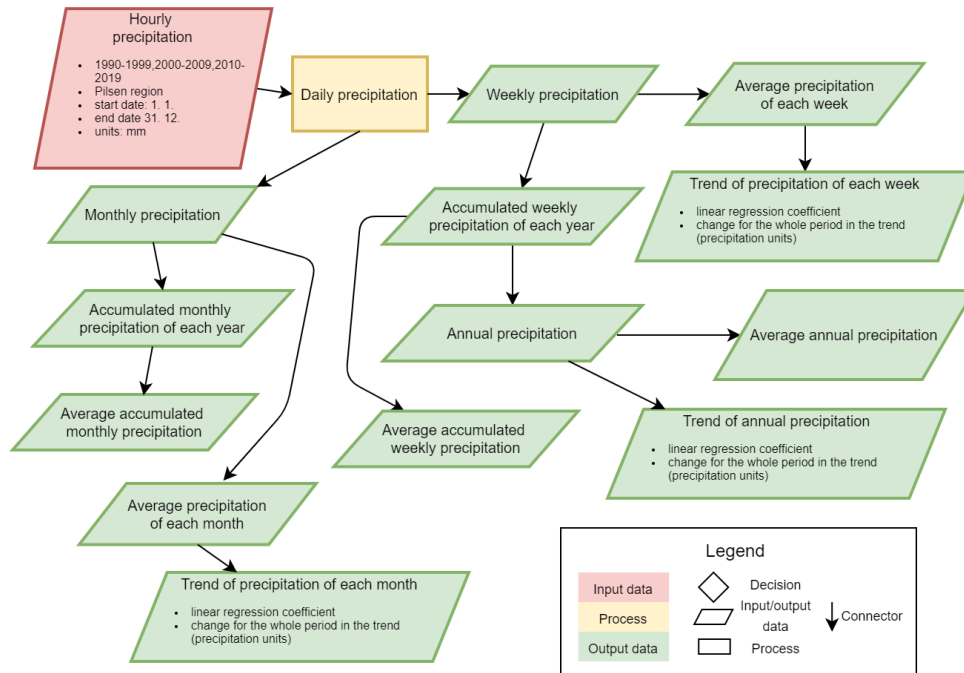 Hourly
precipitation
• 1990-1999,2000-2009,2010-
2019
• Pilsen region
• start date: 1. 1.
• end date 31. 12.
• units: mm
Daily precipitation
Weekly precipitation
Average precipitation
of each week
Monthly precipitation
Accumulated weekly
precipitation of each year
Trend of precipitation of each week
• linear regression coefficient
• change for the whole period in the trend
(precipitation units)
Accumulated monthly
precipitation of each year
Annual precipitation
Average annual precipitation
Average accumulated
monthly precipitation
Average accumulated
weekly precipitation
Trend of annual precipitation
• linear regression coefficient
• change for the whole period in the trend
(precipitation units)
Average precipitation
of each month
Trend of precipitation of each month
• linear regression coefficient
• change for the whole period in the trend
(precipitation units)
Legend
Input data
Process
Output data
Decision
Input/output
data
Process
Connector